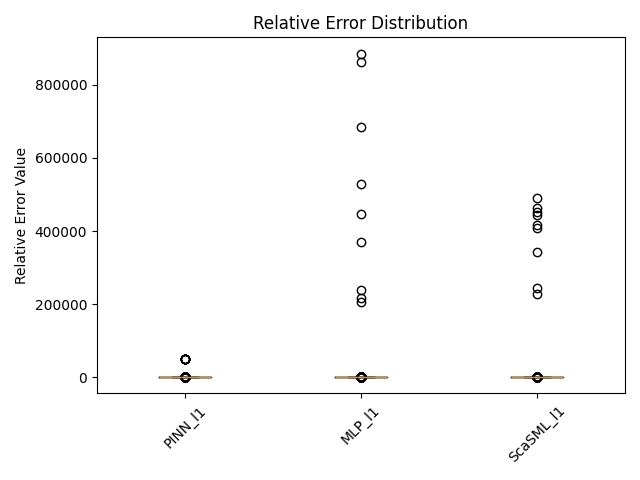 Relative Error Distribution
Relative Error Value
800000
600000
400000
200000
0
PINN_l1
MLP_l1
ScaSML_l1